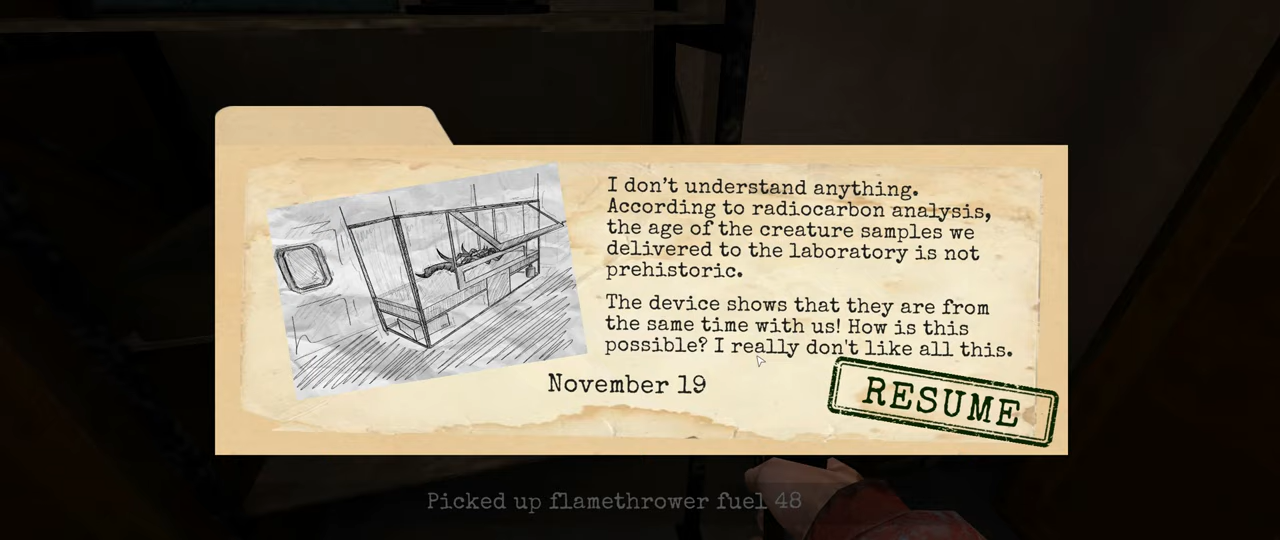 I don't understand anything.
According to radiocarbon analysis,
the age of the creature samples we
delivered to the laboratory is not
prehistoric.
The device shows that they are from
the same time with us! How is this
possible? I really don't like all this.
November 19
RESUME
Picked up flamethrower fuel 48